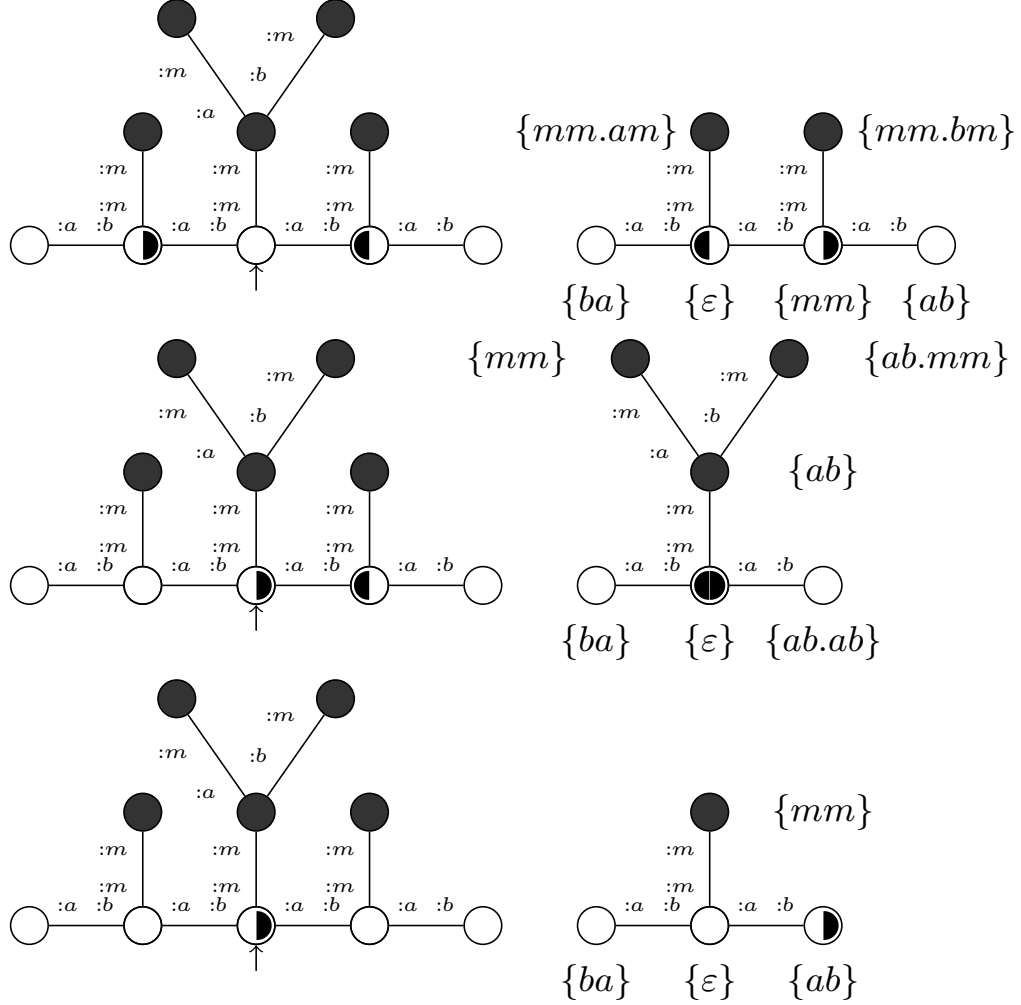 :m
:m :b
:a
{mm.am} {mm.bm}
:m :m :m :m :m
:m :m :m :m :m
:a :b :a :b :a :b :a :b :a :b :a :b :a :b
{ba} {ε} {mm} {ab}
{mm} {ab.mm}
:m :m
:m :b :m :b
:a :a
{ab}
:m :m :m :m
:m :m :m :m
:a :b :a :b :a :b :a :b :a :b :a :b
{ba} {ε} {ab.ab}
:m
:m :b
:a
{mm}
:m :m :m :m
:m :m :m :m
:a :b :a :b :a :b :a :b :a :b :a :b
{ba} {ε} {ab}